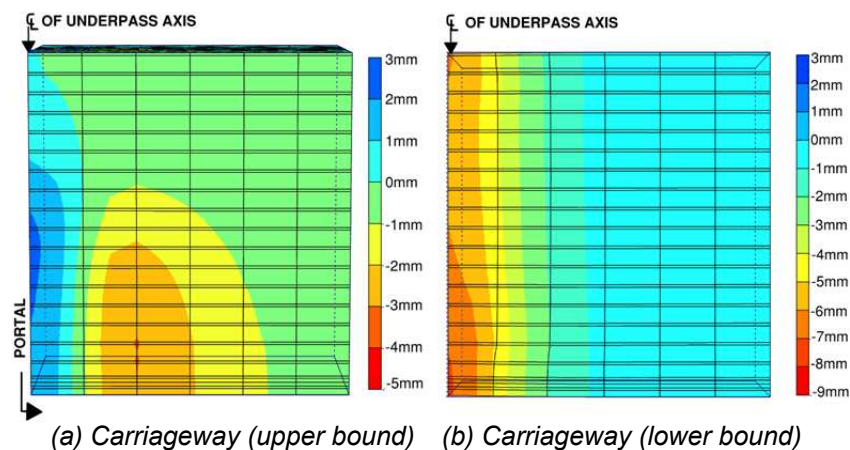 ℄ OF UNDERPASS AXIS
3mm
2mm
1mm
0mm
-1mm
-2mm
-3mm
-4mm
-5mm
PORTAL
(a) Carriageway (upper bound)
℄ OF UNDERPASS AXIS
3mm
2mm
1mm
0mm
-1mm
-2mm
-3mm
-4mm
-5mm
-6mm
-7mm
-8mm
-9mm
(b) Carriageway (lower bound)